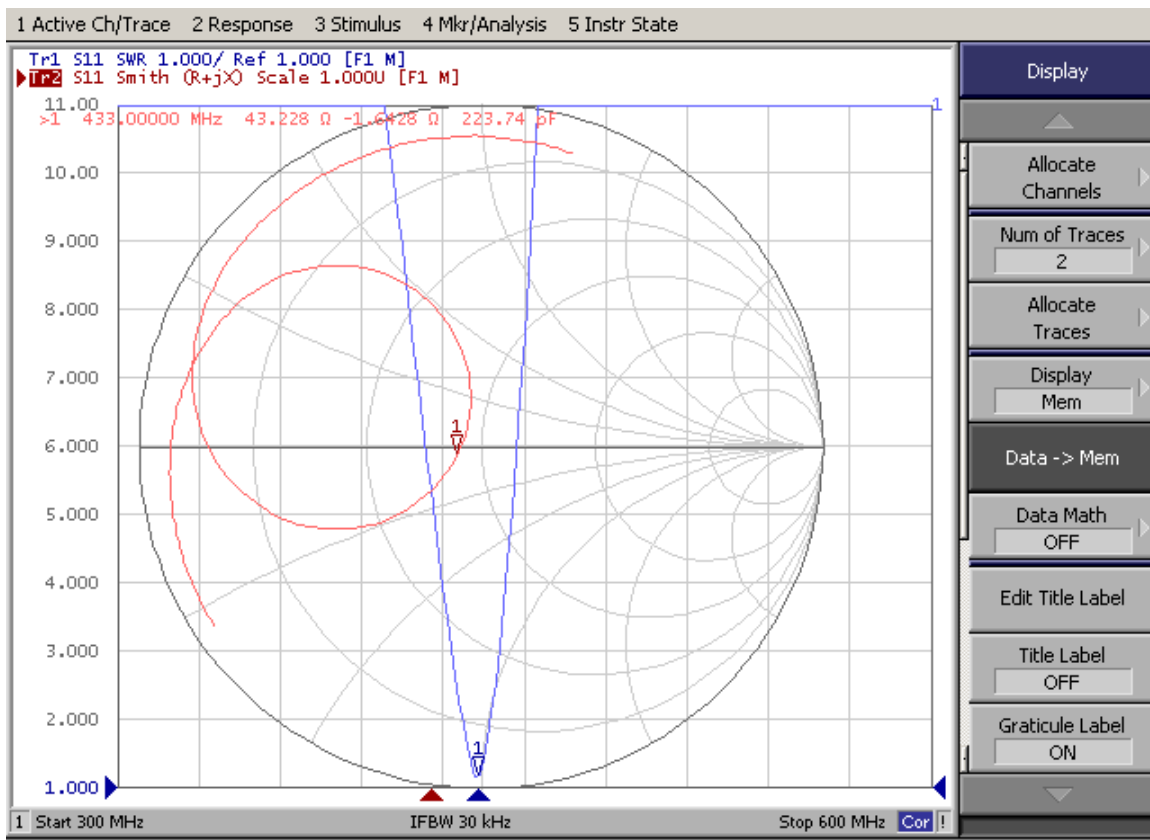 1 Active Ch/Trace 2 Response 3 Stimulus 4 Mkr/Analysis 5 Instr State
Tr1 S11 SWR 1.000/ Ref 1.000 [F1 M]
Tr2 S11 Smith (R+jX) Scale 1.000U [F1 M]
>1 433.00000 MHz 43.228 Ω -1.6428 Ω 223.74 pF
11.00
10.00
9.000
8.000
7.000
6.000
5.000
4.000
3.000
2.000
1.000
1
1
1
1 Start 300 MHz IFBW 30 kHz Stop 600 MHz Cor !
Display
Allocate
Channels
Num of Traces
2
Allocate
Traces
Display
Mem
Data -> Mem
Data Math
OFF
Edit Title Label
Title Label
OFF
Graticule Label
ON